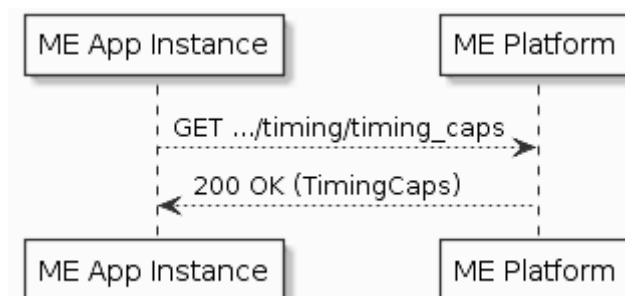 ME App Instance
ME Platform
GET .../timing/timing_caps
200 OK (TimingCaps)
ME App Instance
ME Platform